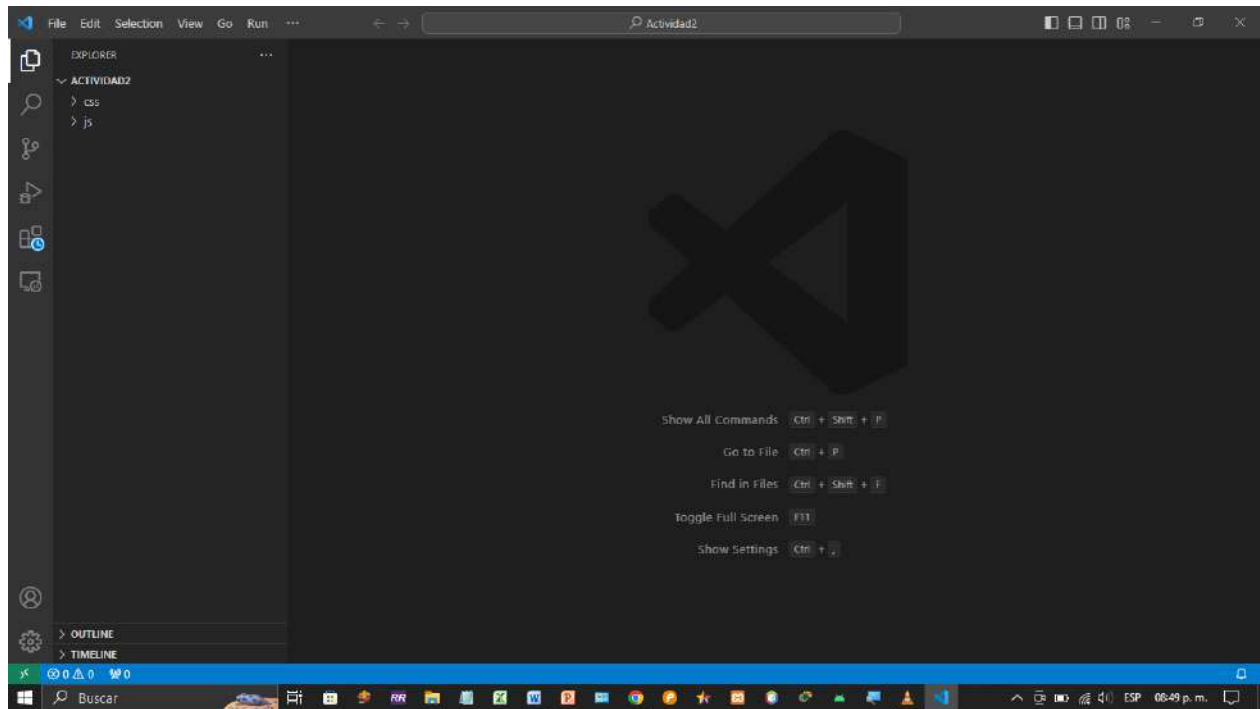 File Edit Selection View Go Run ··· Actividad2
EXPLORER ···
ACTIVIDAD2
css
js
Show All Commands Ctrl + Shift + P
Go to File Ctrl + P
Find in Files Ctrl + Shift + F
Toggle Full Screen F11
Show Settings Ctrl + ,
OUTLINE
TIMELINE
0 0 0
Buscar RR ESP 08:49 p. m.